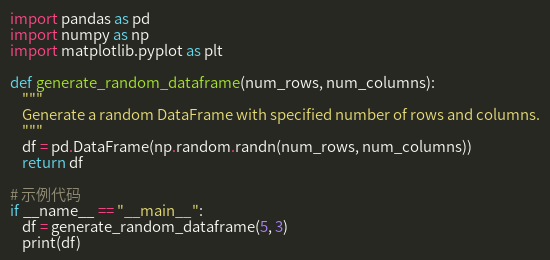 import pandas as pd
import numpy as np
import matplotlib.pyplot as plt

def generate_random_dataframe(num_rows, num_columns):
    """
    Generate a random DataFrame with specified number of rows and columns.
    """
    df = pd.DataFrame(np.random.randn(num_rows, num_columns))
    return df

# 示例代码
if __name__ == "__main__":
    df = generate_random_dataframe(5, 3)
    print(df)